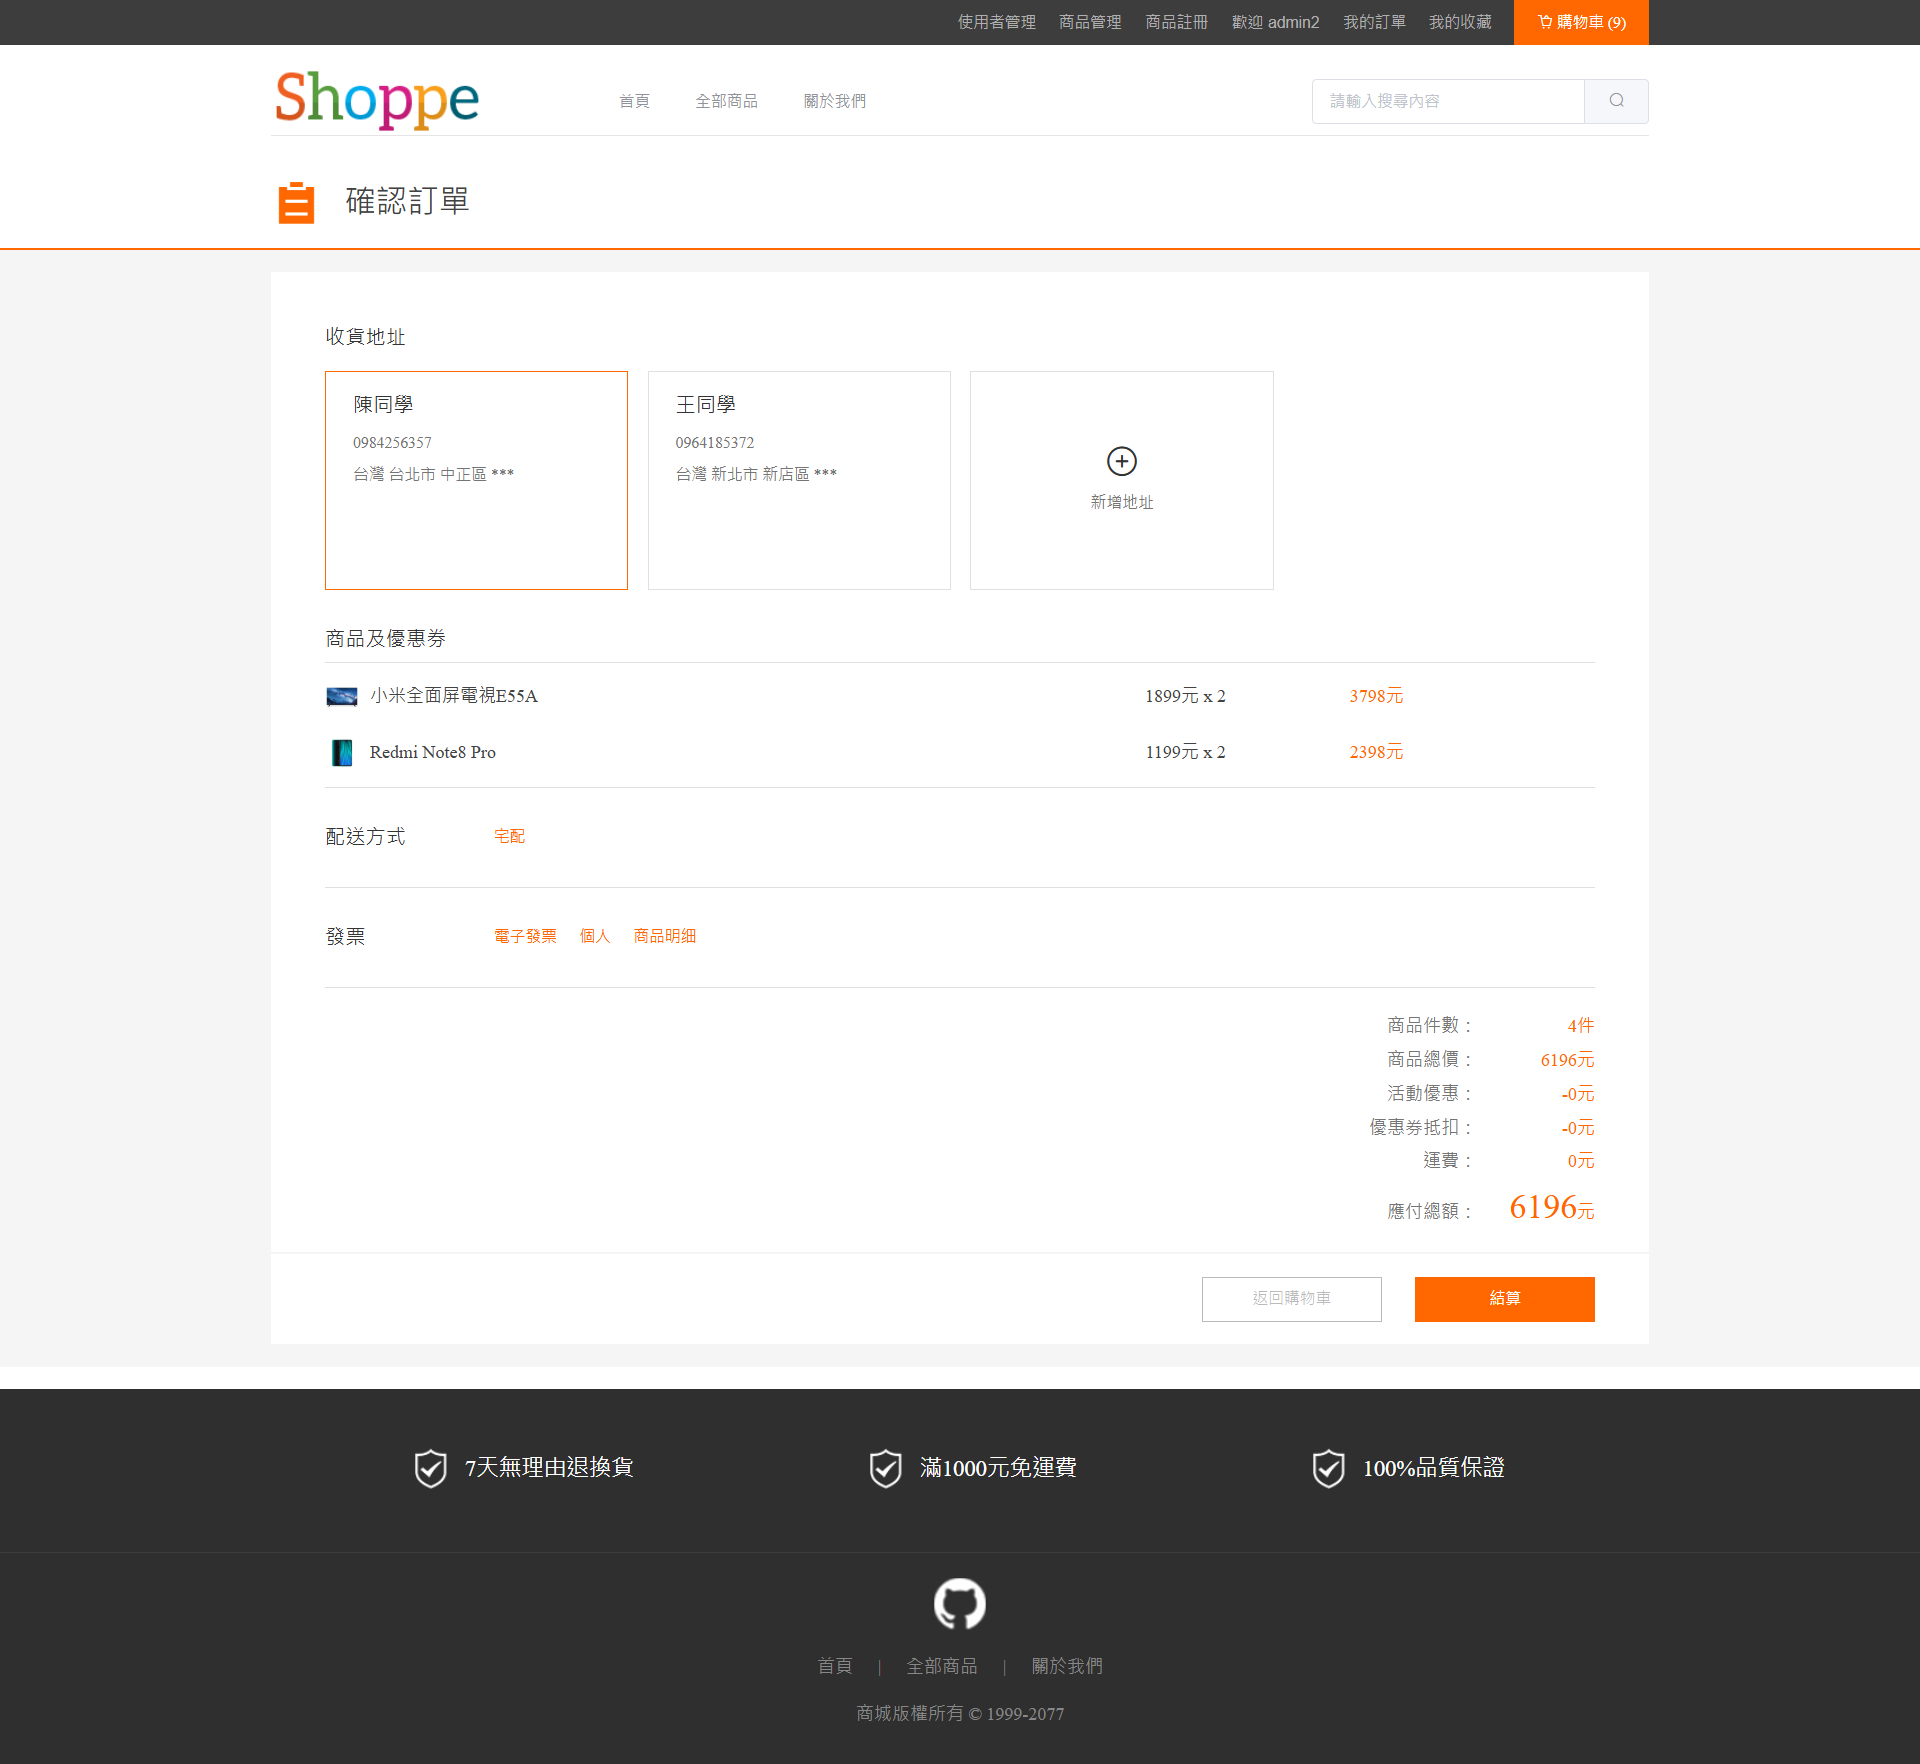 使用者管理 商品管理 商品註冊 歡迎 admin2 我的訂單 我的收藏 購物車 (9)
Shoppe 首頁 全部商品 關於我們 請輸入搜尋內容
確認訂單
收貨地址
陳同學
0984256357
台灣 台北市 中正區 ***
王同學
0964185372
台灣 新北市 新店區 ***
新增地址
商品及優惠券
小米全面屏電視E55A 1899元 x 2 3798元
Redmi Note8 Pro 1199元 x 2 2398元
配送方式 宅配
發票 電子發票 個人 商品明细
商品件數： 4件
商品總價： 6196元
活動優惠： -0元
優惠券抵扣： -0元
運費： 0元
應付總額： 6196元
返回購物車 結算
7天無理由退換貨 滿1000元免運費 100%品質保證
首頁 | 全部商品 | 關於我們
商城版權所有 © 1999-2077